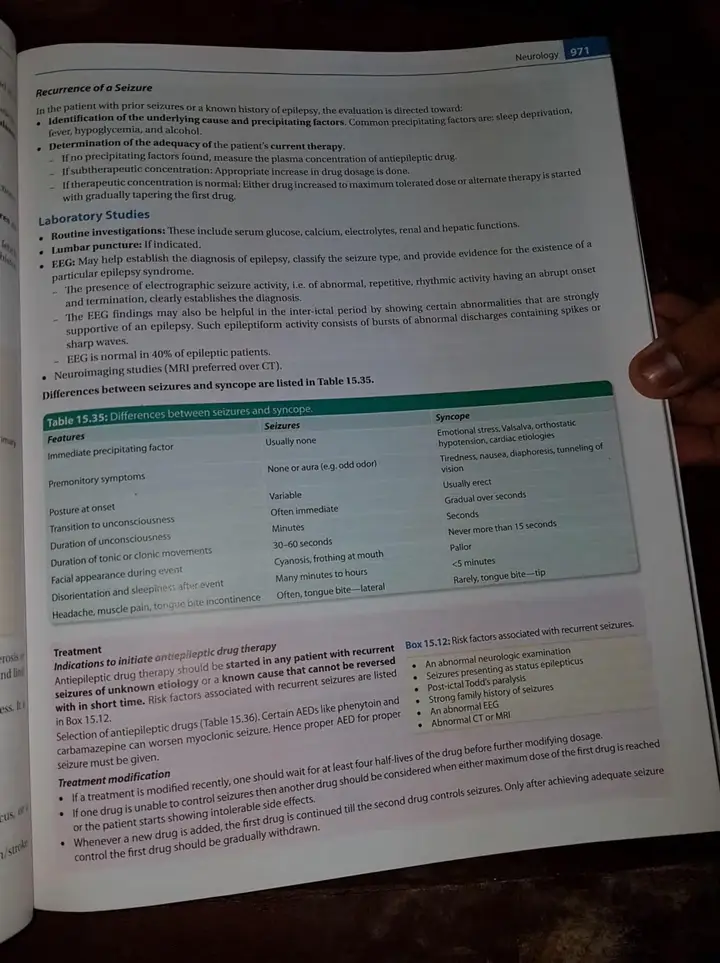 Neurology 971
Recurrence of a Seizure
In the patient with prior seizures or a known history of epilepsy, the evaluation is directed toward:
• Identification of the underlying cause and precipitating factors. Common precipitating factors are: sleep deprivation,
fever, hypoglycemia, and alcohol.
• Determination of the adequacy of the patient's current therapy.
– If no precipitating factors found, measure the plasma concentration of antiepileptic drug.
– If subtherapeutic concentration: Appropriate increase in drug dosage is done.
– If therapeutic concentration is normal: Either drug increased to maximum tolerated dose or alternate therapy is started
with gradually tapering the first drug.
Laboratory Studies
• Routine investigations: These include serum glucose, calcium, electrolytes, renal and hepatic functions.
• Lumbar puncture: If indicated.
• EEG: May help establish the diagnosis of epilepsy, classify the seizure type, and provide evidence for the existence of a
particular epilepsy syndrome.
– The presence of electrographic seizure activity, i.e. of abnormal, repetitive, rhythmic activity having an abrupt onset
and termination, clearly establishes the diagnosis.
– The EEG findings may also be helpful in the inter-ictal period by showing certain abnormalities that are strongly
supportive of an epilepsy. Such epileptiform activity consists of bursts of abnormal discharges containing spikes or
sharp waves.
– EEG is normal in 40% of epileptic patients.
• Neuroimaging studies (MRI preferred over CT).
Differences between seizures and syncope are listed in Table 15.35.
Table 15.35: Differences between seizures and syncope.
Features Seizures Syncope
Immediate precipitating factor Usually none Emotional stress, Valsalva, orthostatic
hypotension, cardiac etiologies
Premonitory symptoms None or aura (e.g. odd odor) Tiredness, nausea, diaphoresis, tunneling of
vision
Posture at onset Variable Usually erect
Transition to unconsciousness Often immediate Gradual over seconds
Duration of unconsciousness Minutes Seconds
Duration of tonic or clonic movements 30–60 seconds Never more than 15 seconds
Facial appearance during event Cyanosis, frothing at mouth Pallor
Disorientation and sleepiness after event Many minutes to hours <5 minutes
Headache, muscle pain, tongue bite incontinence Often, tongue bite—lateral Rarely, tongue bite—tip
Treatment
Indications to initiate antiepileptic drug therapy
Antiepileptic drug therapy should be started in any patient with recurrent
seizures of unknown etiology or a known cause that cannot be reversed
with in short time. Risk factors associated with recurrent seizures are listed
in Box 15.12.
Selection of antiepileptic drugs (Table 15.36). Certain AEDs like phenytoin and
carbamazepine can worsen myoclonic seizure. Hence proper AED for proper
seizure must be given.
Box 15.12: Risk factors associated with recurrent seizures.
• An abnormal neurologic examination
• Seizures presenting as status epilepticus
• Post-ictal Todd's paralysis
• Strong family history of seizures
• An abnormal EEG
• Abnormal CT or MRI
Treatment modification
• If a treatment is modified recently, one should wait for at least four half-lives of the drug before further modifying dosage.
• If one drug is unable to control seizures then another drug should be considered when either maximum dose of the first drug is reached
or the patient starts showing intolerable side effects.
• Whenever a new drug is added, the first drug is continued till the second drug controls seizures. Only after achieving adequate seizure
control the first drug should be gradually withdrawn.